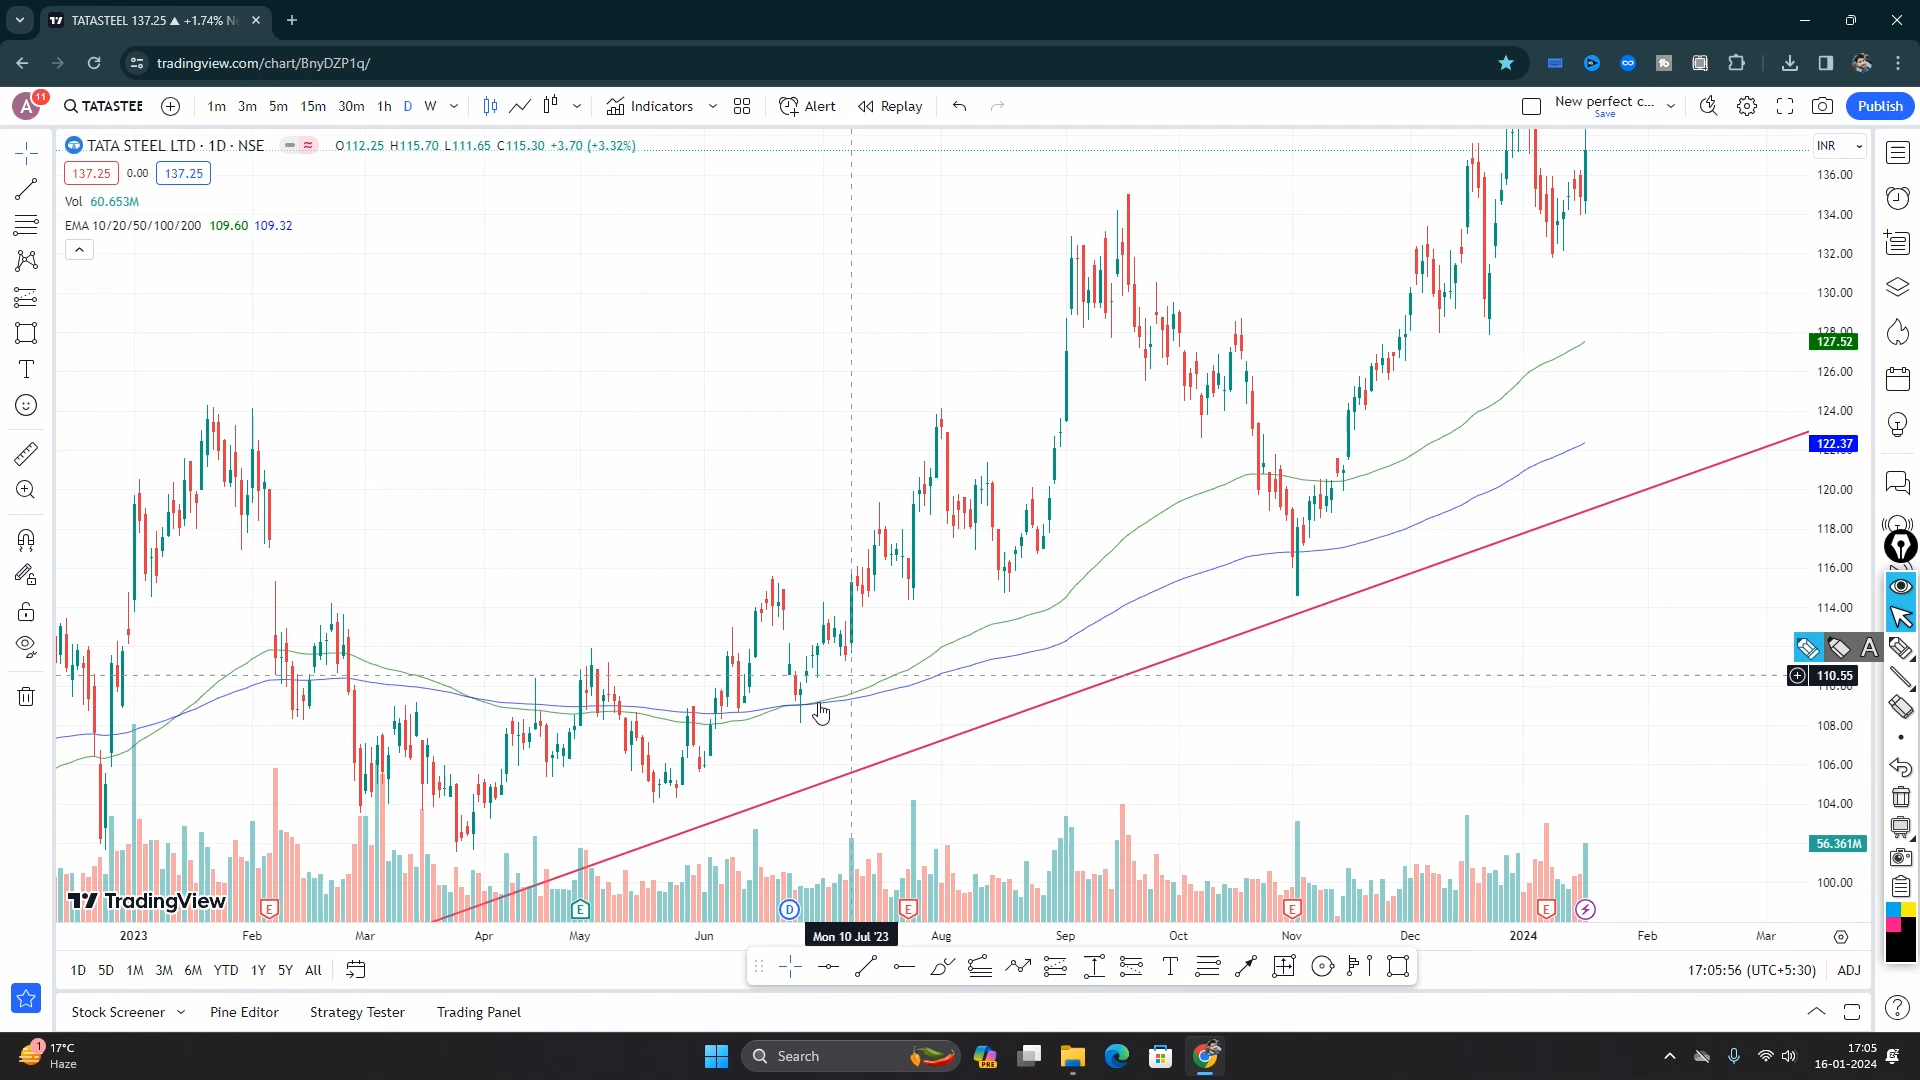 TATASTEEL 137.25 ▲ +1.74%
tradingview.com/chart/BnyDZP1q/
A
11
TATASTEE
1m 3m 5m 15m 30m 1h D W
Indicators
Alert
Replay
New perfect c...
Save
Publish
TATA STEEL LTD · 1D · NSE
O112.25 H115.70 L111.65 C115.30 +3.70 (+3.32%)
INR
137.25 0.00 137.25
Vol 60.653M
EMA 10/20/50/100/200 109.60 109.32
136.00
134.00
132.00
130.00
128.00
127.52
126.00
124.00
122.37
120.00
118.00
116.00
114.00
A
110.55
108.00
106.00
104.00
56.361M
100.00
TradingView
E E D E E E
2023 Feb Mar Apr May Jun Mon 10 Jul '23 Aug Sep Oct Nov Dec 2024 Feb Mar
1D 5D 1M 3M 6M YTD 1Y 5Y All
17:05:56 (UTC+5:30) ADJ
Stock Screener Pine Editor Strategy Tester Trading Panel
1
17°C
Haze
Search
PRE
17:05
16-01-2024